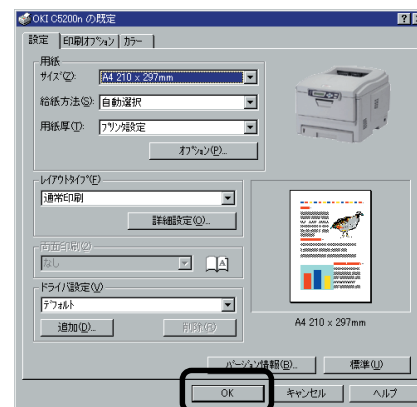 OKI C5200n の既定
設定 印刷オプション カラー
用紙
サイズ(Z): A4 210 x 297mm
給紙方法(S): 自動選択
用紙厚(T): プリンタ設定
オプション(P)...
レイアウトタイプ(E)
通常印刷
詳細設定(O)...
両面印刷(2)
なし
A
ドライバ設定(V)
デフォルト
追加(D)... 削除(R)
A4 210 x 297mm
バージョン情報(B)... 標準(U)
OK キャンセル ヘルプ